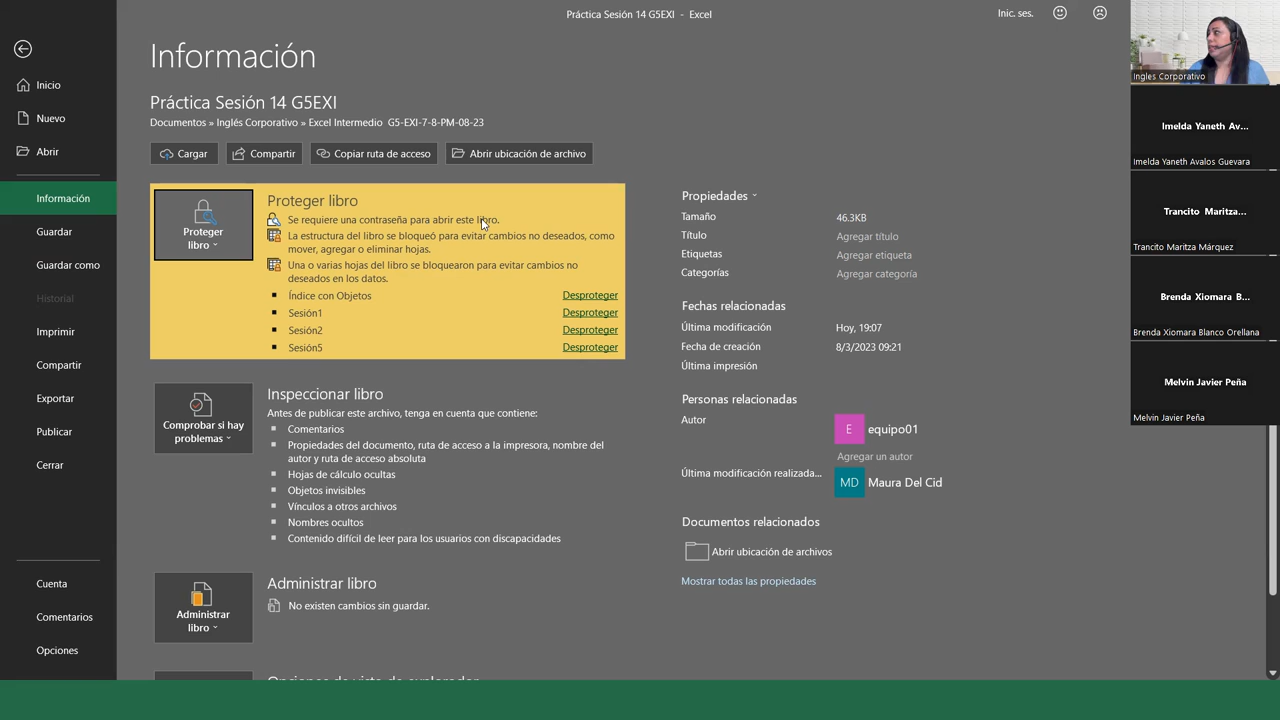 Práctica Sesión 14 G5EXI - Excel
Inic. ses.
Inicio
Nuevo
Abrir
Información
Guardar
Guardar como
Historial
Imprimir
Compartir
Exportar
Publicar
Cerrar
Cuenta
Comentarios
Opciones
Información
Práctica Sesión 14 G5EXI
Documentos » Inglés Corporativo » Excel Intermedio G5-EXI-7-8-PM-08-23
Cargar
Compartir
Copiar ruta de acceso
Abrir ubicación de archivo
Proteger
libro
Proteger libro
Se requiere una contraseña para abrir este libro.
La estructura del libro se bloqueó para evitar cambios no deseados, como
mover, agregar o eliminar hojas.
Una o varias hojas del libro se bloquearon para evitar cambios no
deseados en los datos.
Índice con Objetos Desproteger
Sesión1 Desproteger
Sesión2 Desproteger
Sesión5 Desproteger
Comprobar si hay
problemas
Inspeccionar libro
Antes de publicar este archivo, tenga en cuenta que contiene:
Comentarios
Propiedades del documento, ruta de acceso a la impresora, nombre del
autor y ruta de acceso absoluta
Hojas de cálculo ocultas
Objetos invisibles
Vínculos a otros archivos
Nombres ocultos
Contenido difícil de leer para los usuarios con discapacidades
Administrar
libro
Administrar libro
No existen cambios sin guardar.
Opciones de vista de explorador
Propiedades
Tamaño 46.3KB
Título Agregar título
Etiquetas Agregar etiqueta
Categorías Agregar categoría
Fechas relacionadas
Última modificación Hoy, 19:07
Fecha de creación 8/3/2023 09:21
Última impresión
Personas relacionadas
Autor
E equipo01
Agregar un autor
Última modificación realizada...
MD Maura Del Cid
Documentos relacionados
Abrir ubicación de archivos
Mostrar todas las propiedades
Ingles Corporativo
Imelda Yaneth Av...
Imelda Yaneth Avalos Guevara
Trancito Maritza...
Trancito Maritza Márquez
Brenda Xiomara B...
Brenda Xiomara Blanco Orellana
Melvin Javier Peña
Melvin Javier Peña